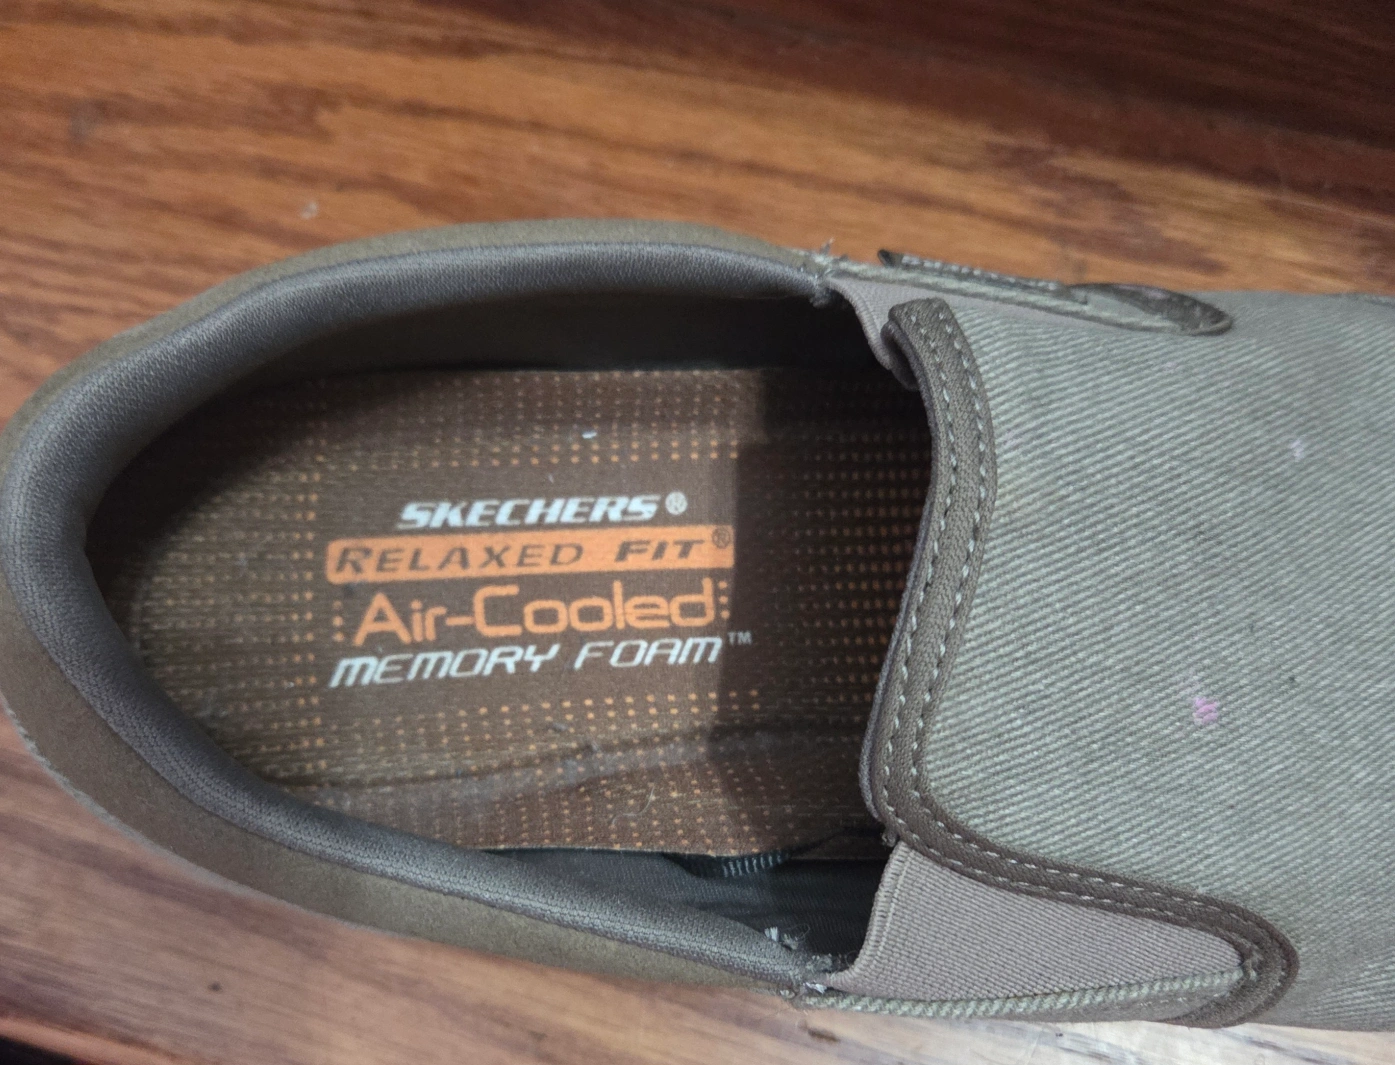 SKECHERS®
RELAXED FIT®
Air-Cooled
MEMORY FOAM™